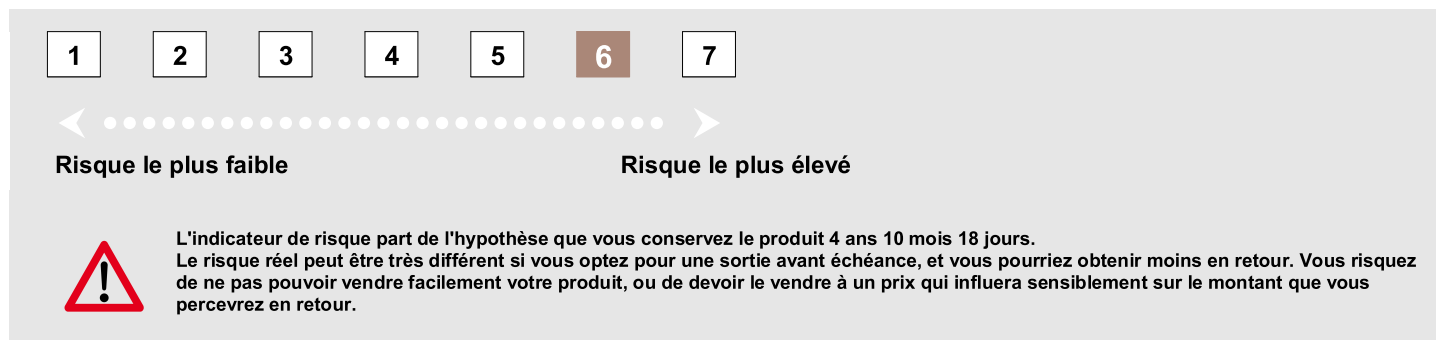 1 2 3 4 5 6 7
Risque le plus faible Risque le plus élevé
L'indicateur de risque part de l'hypothèse que vous conservez le produit 4 ans 10 mois 18 jours.
Le risque réel peut être très différent si vous optez pour une sortie avant échéance, et vous pourriez obtenir moins en retour. Vous risquez
de ne pas pouvoir vendre facilement votre produit, ou de devoir le vendre à un prix qui influera sensiblement sur le montant que vous
percevrez en retour.